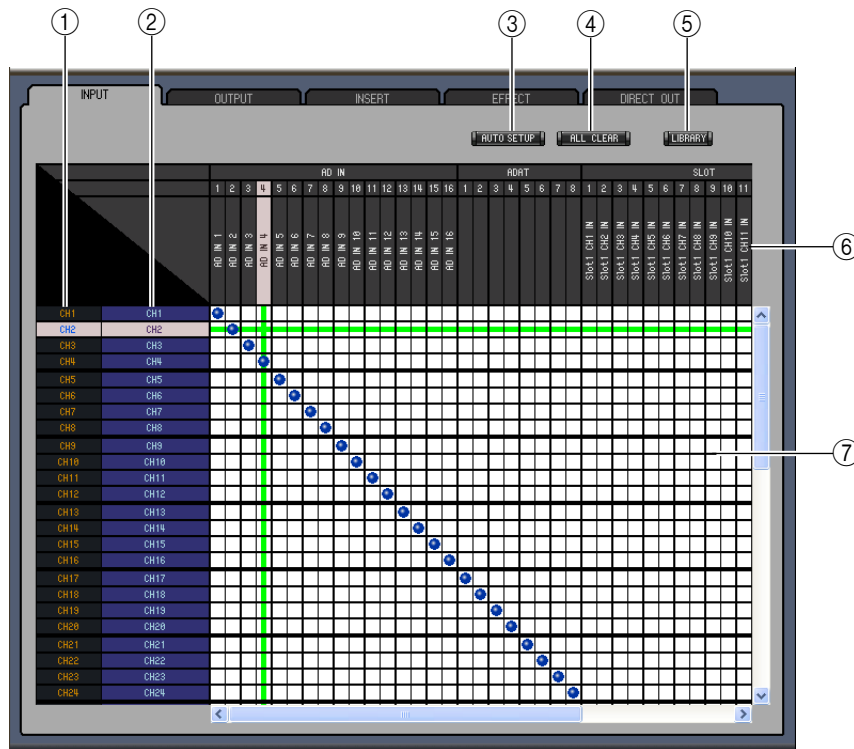 ① ② ③ ④ ⑤
INPUT OUTPUT INSERT EFFECT DIRECT OUT
AUTO SETUP ALL CLEAR LIBRARY
AD IN ADAT SLOT
1 2 3 4 5 6 7 8 9 10 11 12 13 14 15 16 1 2 3 4 5 6 7 8 1 2 3 4 5 6 7 8 9 10 11
AD IN 1 AD IN 2 AD IN 3 AD IN 4 AD IN 5 AD IN 6 AD IN 7 AD IN 8 AD IN 9 AD IN 10 AD IN 11 AD IN 12 AD IN 13 AD IN 14 AD IN 15 AD IN 16 Slot1 CH1 IN Slot1 CH2 IN Slot1 CH3 IN Slot1 CH4 IN Slot1 CH5 IN Slot1 CH6 IN Slot1 CH7 IN Slot1 CH8 IN Slot1 CH9 IN Slot1 CH10 IN Slot1 CH11 IN
⑥
CH1 CH1
CH2 CH2
CH3 CH3
CH4 CH4
CH5 CH5
CH6 CH6
CH7 CH7
CH8 CH8
CH9 CH9
CH10 CH10
⑦
CH11 CH11
CH12 CH12
CH13 CH13
CH14 CH14
CH15 CH15
CH16 CH16
CH17 CH17
CH18 CH18
CH19 CH19
CH20 CH20
CH21 CH21
CH22 CH22
CH23 CH23
CH24 CH24